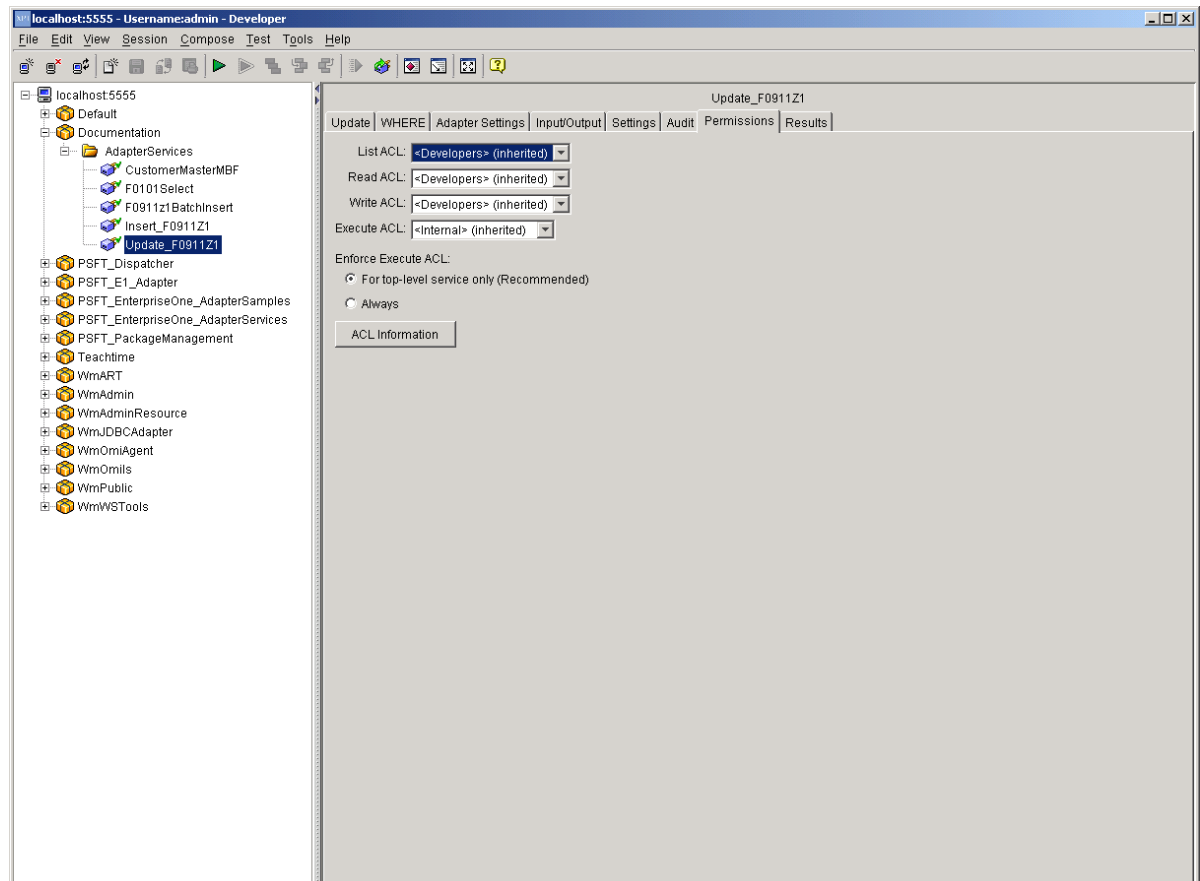 localhost:5555 - Username:admin - Developer
File Edit View Session Compose Test Tools Help
localhost:5555
Default
Documentation
AdapterServices
CustomerMasterMBF
F0101Select
F0911z1BatchInsert
Insert_F0911Z1
Update_F0911Z1
PSFT_Dispatcher
PSFT_E1_Adapter
PSFT_EnterpriseOne_AdapterSamples
PSFT_EnterpriseOne_AdapterServices
PSFT_PackageManagement
Teachtime
WmART
WmAdmin
WmAdminResource
WmJDBCAdapter
WmOmiAgent
WmOmils
WmPublic
WmWSTools
Update_F0911Z1
Update WHERE Adapter Settings Input/Output Settings Audit Permissions Results
List ACL: <Developers> (inherited)
Read ACL: <Developers> (inherited)
Write ACL: <Developers> (inherited)
Execute ACL: <Internal> (inherited)
Enforce Execute ACL:
For top-level service only (Recommended)
Always
ACL Information